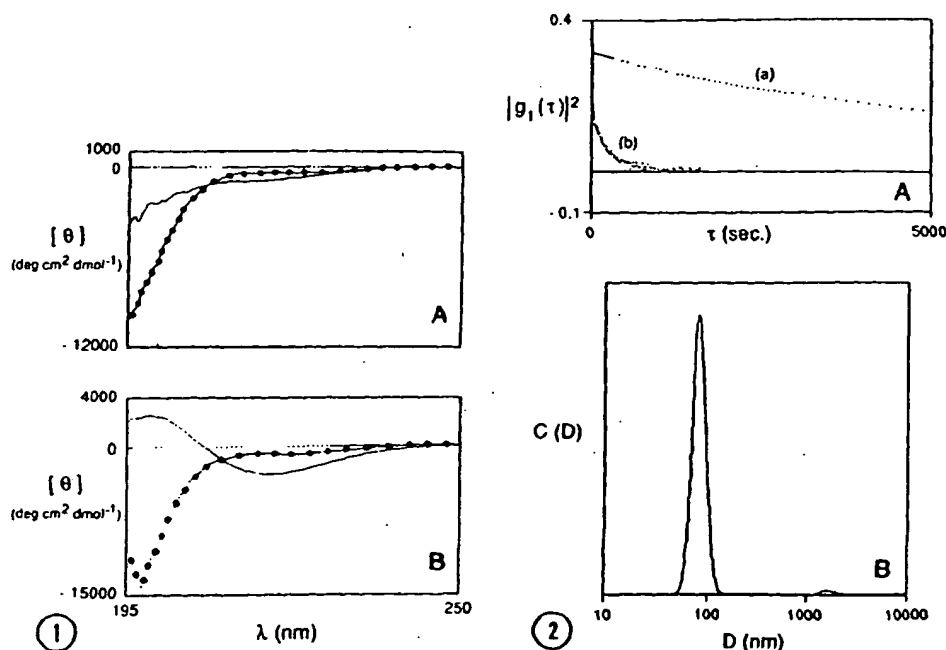 1000
0
[ θ ]
(deg cm² dmol⁻¹)
- 12000
A
4000
0
[ θ ]
(deg cm² dmol⁻¹)
- 15000
B
195
250
λ (nm)
1
0.4
(a)
|g₁(τ)|²
(b)
A
- 0.1
0
τ (sec.)
5000
C (D)
B
10
100
1000
10000
D (nm)
2